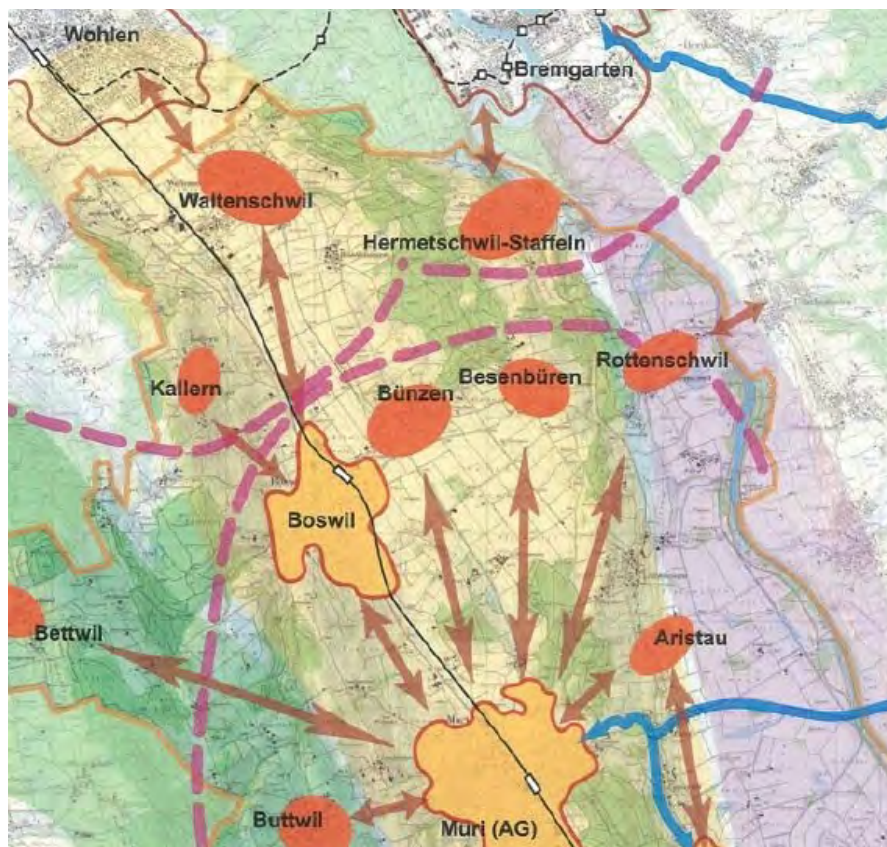 Wohlen
Bremgarten
Waltenschwil
Hermetschwil-Staffeln
Kallern
Bünzen
Besenbüren
Rottenschwil
Boswil
Bettwil
Aristau
Buttwil
Muri (AG)